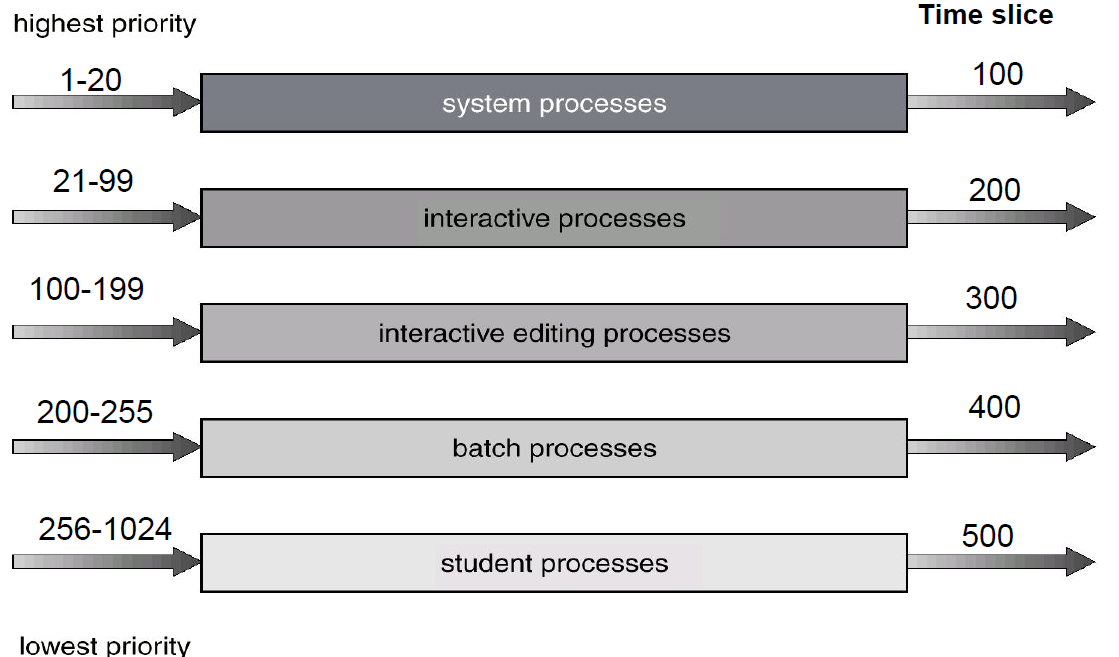 highest priority
Time slice
1-20
system processes
100
21-99
interactive processes
200
100-199
interactive editing processes
300
200-255
batch processes
400
256-1024
student processes
500
lowest priority